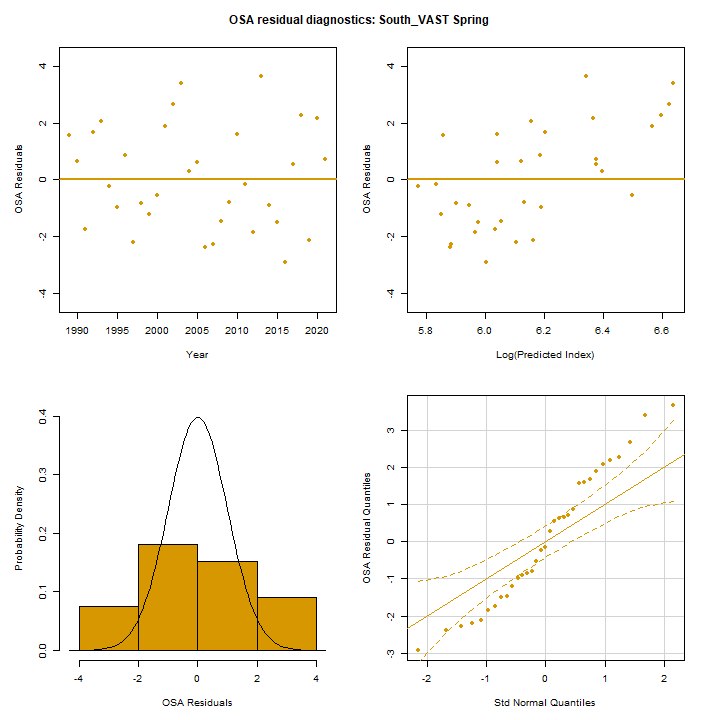 OSA residual diagnostics: South_VAST Spring
OSA Residuals
4
2
0
-2
-4
1990 1995 2000 2005 2010 2015 2020
Year
OSA Residuals
4
2
0
-2
-4
5.8 6.0 6.2 6.4 6.6
Log(Predicted Index)
Probability Density
0.4
0.3
0.2
0.1
0.0
-4 -2 0 2 4
OSA Residuals
OSA Residual Quantiles
3
2
1
0
-1
-2
-3
-2 -1 0 1 2
Std Normal Quantiles